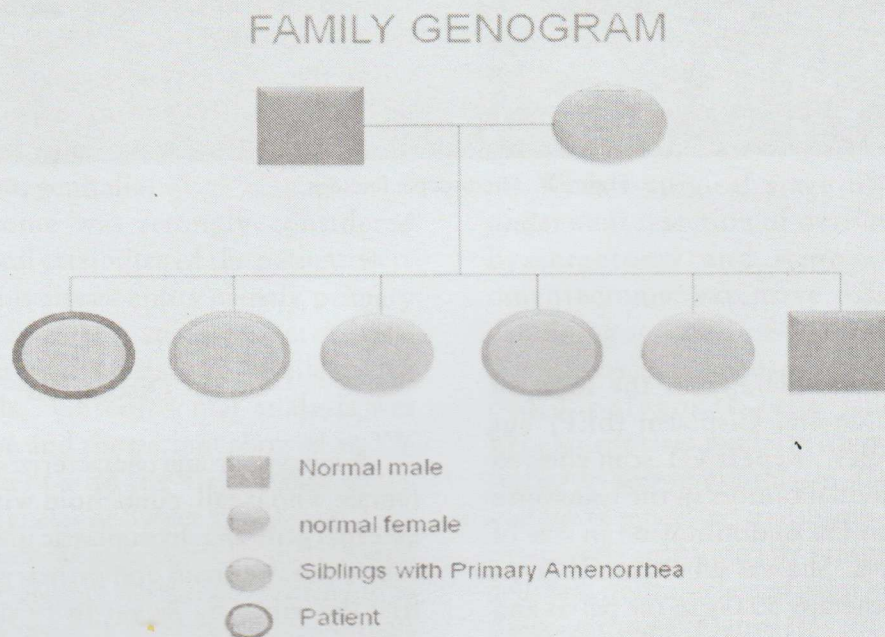 FAMILY GENOGRAM
Normal male
normal female
Siblings with Primary Amenorrhea
Patient